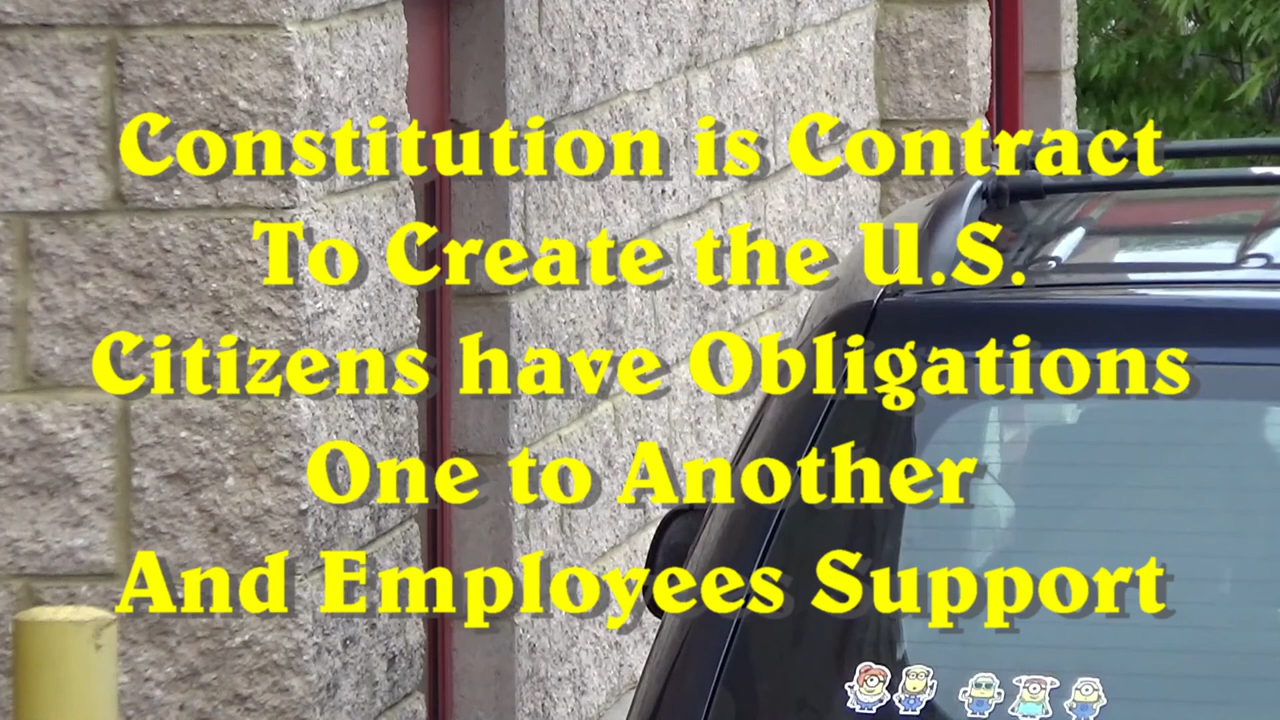 Constitution is Contract
To Create the U.S.
Citizens have Obligations
One to Another
And Employees Support